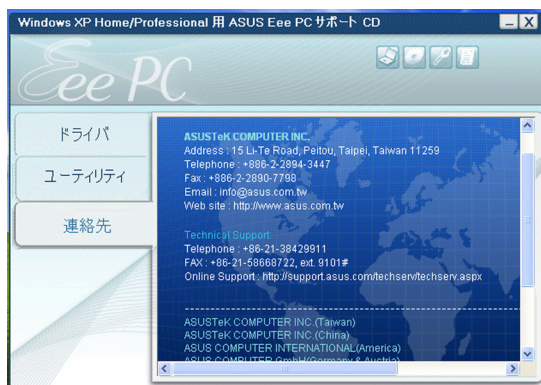 Windows XP Home/Professional 用 ASUS Eee PC サポート CD
Eee PC
ドライバ
ユーティリティ
連絡先
ASUSTeK COMPUTER INC.
Address : 15 Li-Te Road, Peitou, Taipei, Taiwan 11259
Telephone : +886-2-2894-3447
Fax : +886-2-2890-7798
Email : info@asus.com.tw
Web site : http://www.asus.com.tw
Technical Support
Telephone : +86-21-38429911
FAX : +86-21-58668722, ext. 9101#
Online Support : http://support.asus.com/techserv/techserv.aspx
ASUSTeK COMPUTER INC.(Taiwan)
ASUSTeK COMPUTER INC.(China)
ASUS COMPUTER INTERNATIONAL(America)
ASUS COMPUTER GmbH(Germany & Austria)